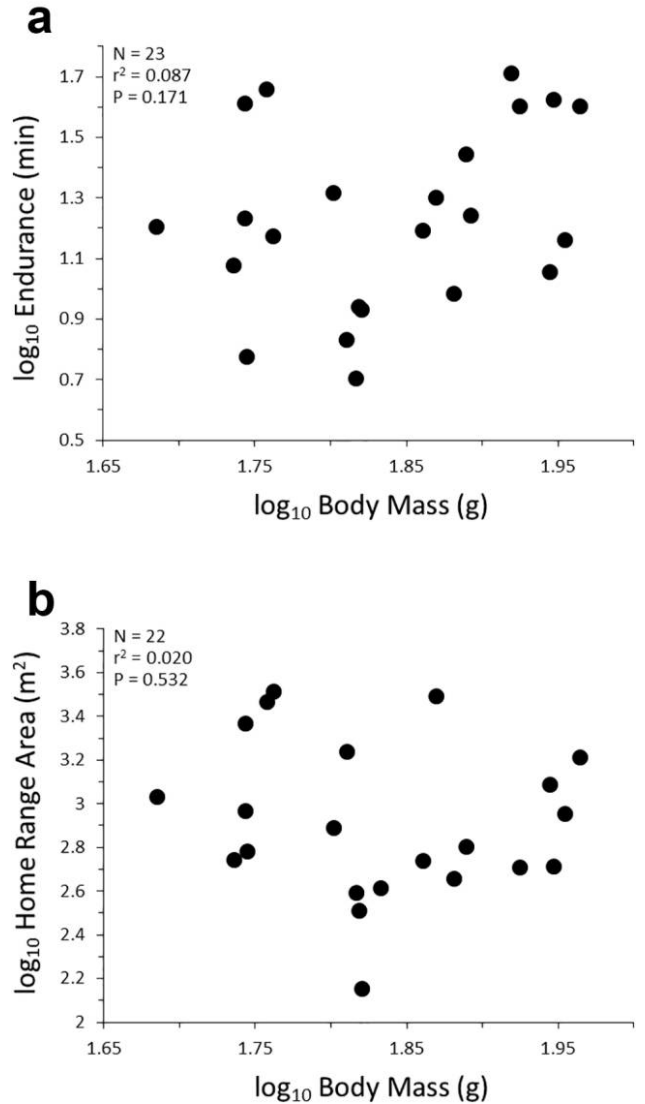 a
N = 23
r² = 0.087
P = 0.171
log₁₀ Endurance (min)
1.7
1.5
1.3
1.1
0.9
0.7
0.5
1.65 1.75 1.85 1.95
log₁₀ Body Mass (g)
b
N = 22
r² = 0.020
P = 0.532
log₁₀ Home Range Area (m²)
3.8
3.6
3.4
3.2
3
2.8
2.6
2.4
2.2
2
1.65 1.75 1.85 1.95
log₁₀ Body Mass (g)